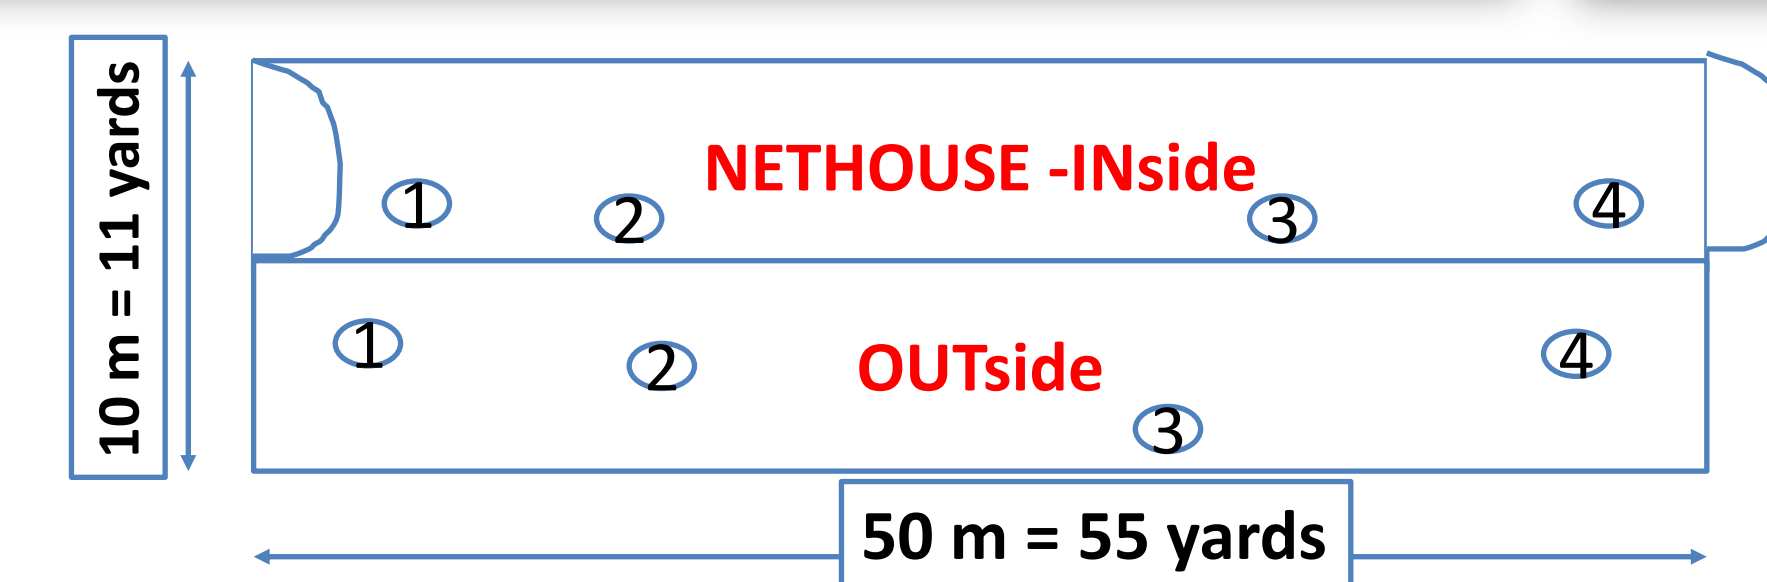 10 m = 11 yards
NETHOUSE -INside
1
2
3
4
OUTside
1
2
3
4
50 m = 55 yards